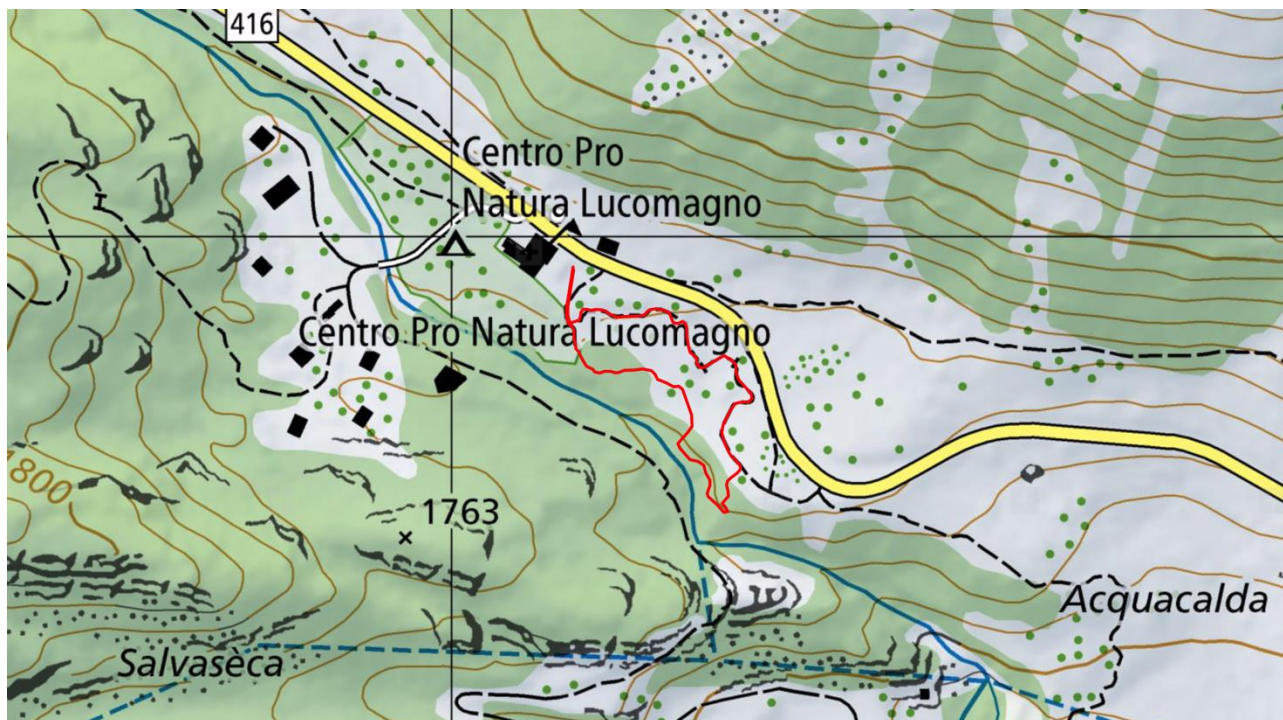 416
Centro Pro
Natura Lucomagno
Centro Pro Natura Lucomagno
1800
1763
Acquacalda
Salvasèca